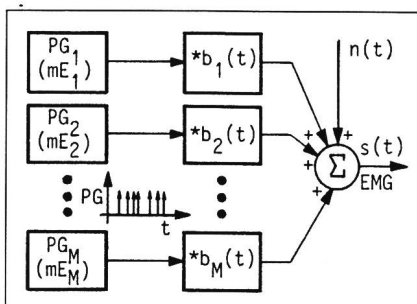 PG1
(mE1)
*b1(t)
n(t)
PG2
(mE2)
*b2(t)
+
+
+
+
Σ
s(t)
EMG
PG
t
PGM
(mEM)
*bM(t)